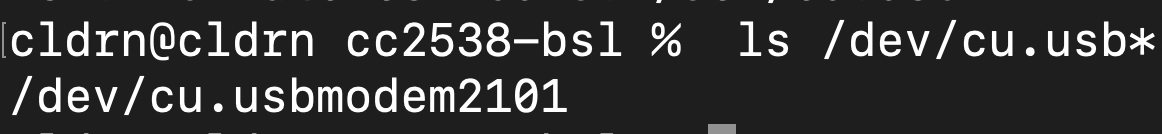 [cldrn@cldrn cc2538-bsl %  ls /dev/cu.usb*
/dev/cu.usbmodem2101